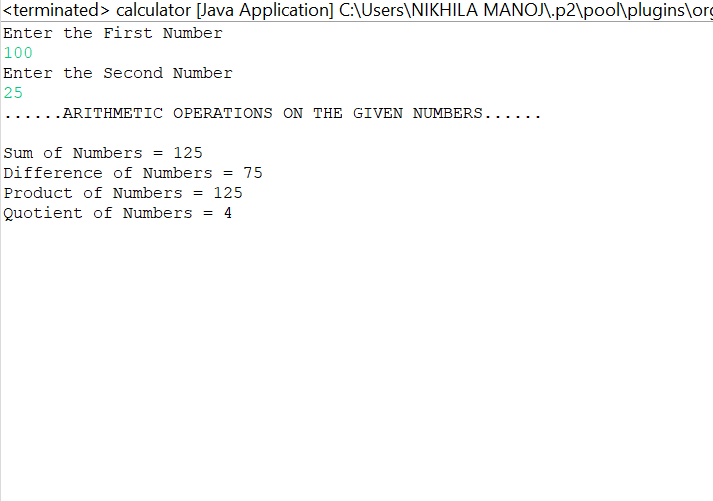 <terminated> calculator [Java Application] C:\Users\NIKHILA MANOJ\.p2\pool\plugins\org
Enter the First Number
100
Enter the Second Number
25
......ARITHMETIC OPERATIONS ON THE GIVEN NUMBERS......
Sum of Numbers = 125
Difference of Numbers = 75
Product of Numbers = 125
Quotient of Numbers = 4